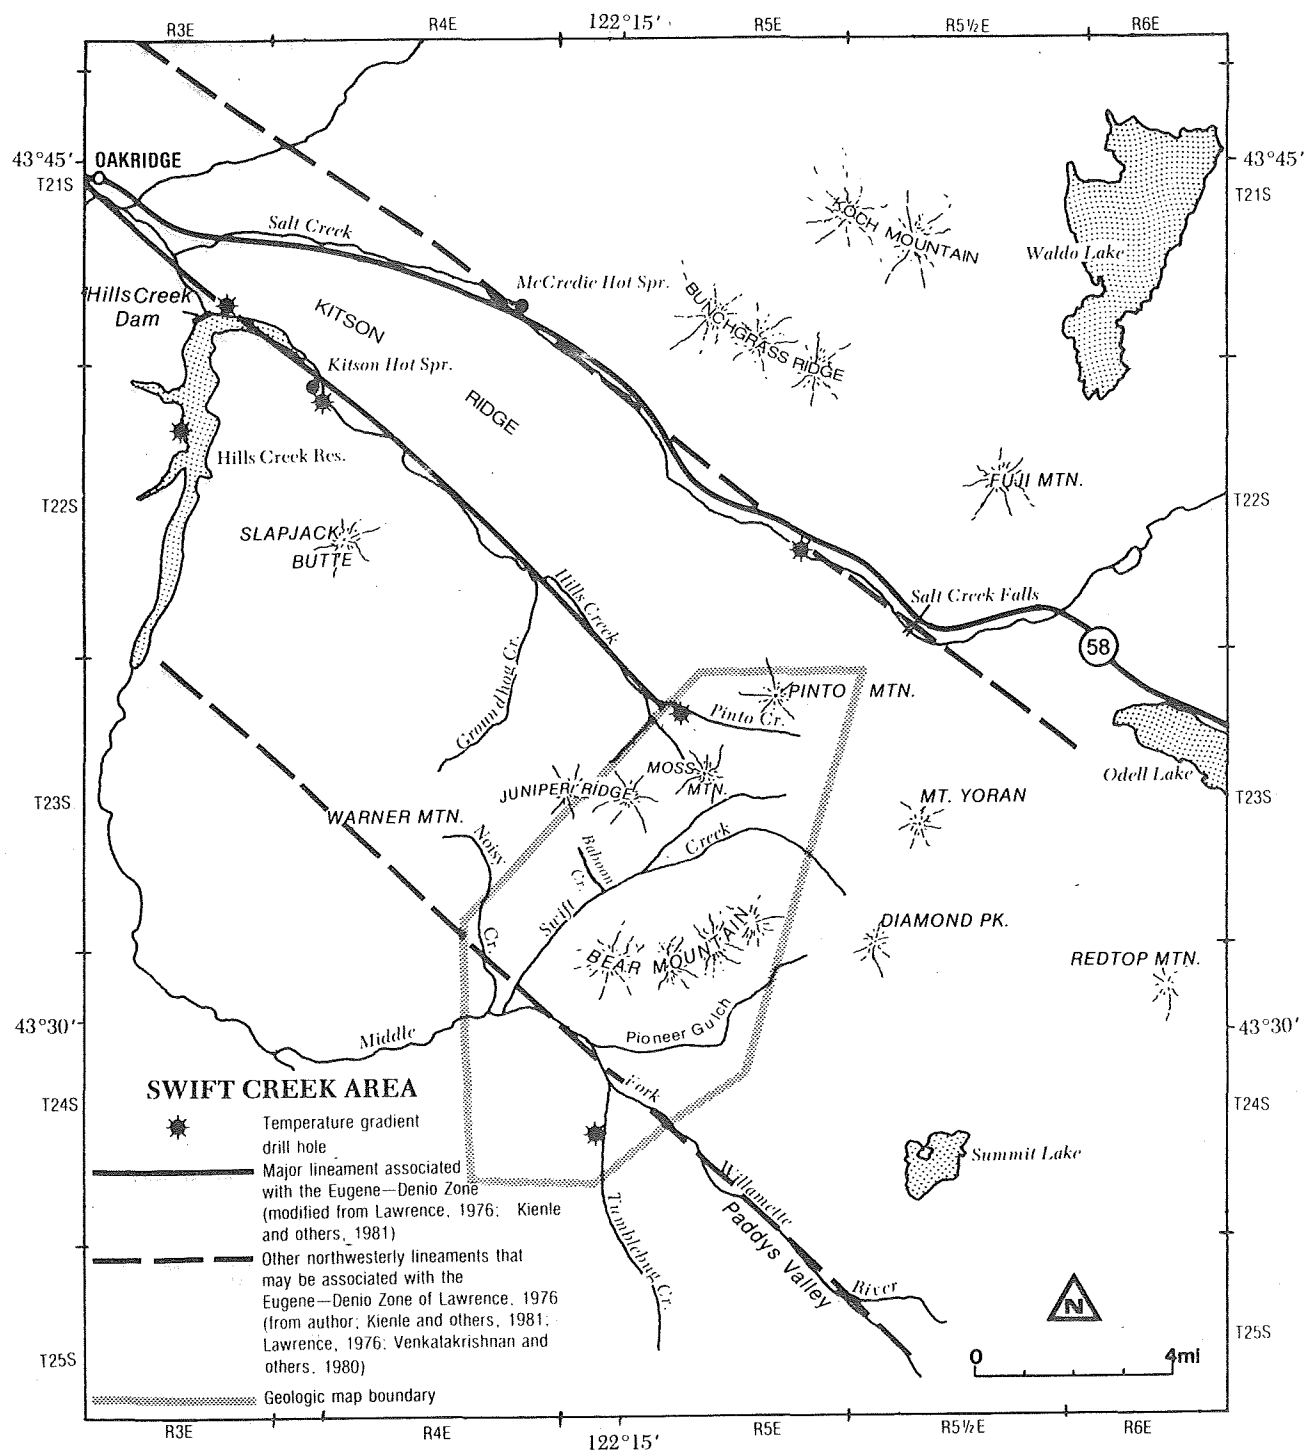 R3E
R4E
122°15'
R5E
R5½E
R6E
43°45'
OAKRIDGE
43°45'
T21S
T21S
KOCH MOUNTAIN
Salt Creek
Waldo Lake
McCredie Hot Spr.
Hills Creek
Dam
KITSON
RIDGE
BUNCHGRASS RIDGE
Kitson Hot Spr.
Hills Creek Res.
FUJI MTN.
T22S
T22S
SLAPJACK
BUTTE
Hills Creek
Salt Creek Falls
58
Groundhog Cr.
PINTO MTN.
Pinto Cr.
MOSS
MTN.
Odell Lake
JUNIPER RIDGE
T23S
T23S
MT. YORAN
WARNER MTN.
Noisy
Cr.
Baboon
Cr.
Swift
Creek
DIAMOND PK.
BEAR MOUNTAIN
REDTOP MTN.
43°30'
43°30'
Middle
Pioneer Gulch
Fork
SWIFT CREEK AREA
T24S
T24S
Temperature gradient
drill hole
Summit Lake
Major lineament associated
with the Eugene—Denio Zone
(modified from Lawrence, 1976; Kienle
and others, 1981)
Willamette
Paddys Valley
Tumblebug Cr.
River
Other northwesterly lineaments that
may be associated with the
Eugene—Denio Zone of Lawrence, 1976
(from author; Kienle and others, 1981;
Lawrence, 1976; Venkatakrishnan and
others, 1980)
N
T25S
T25S
0
4mi
Geologic map boundary
R3E
R4E
122°15'
R5E
R5½E
R6E